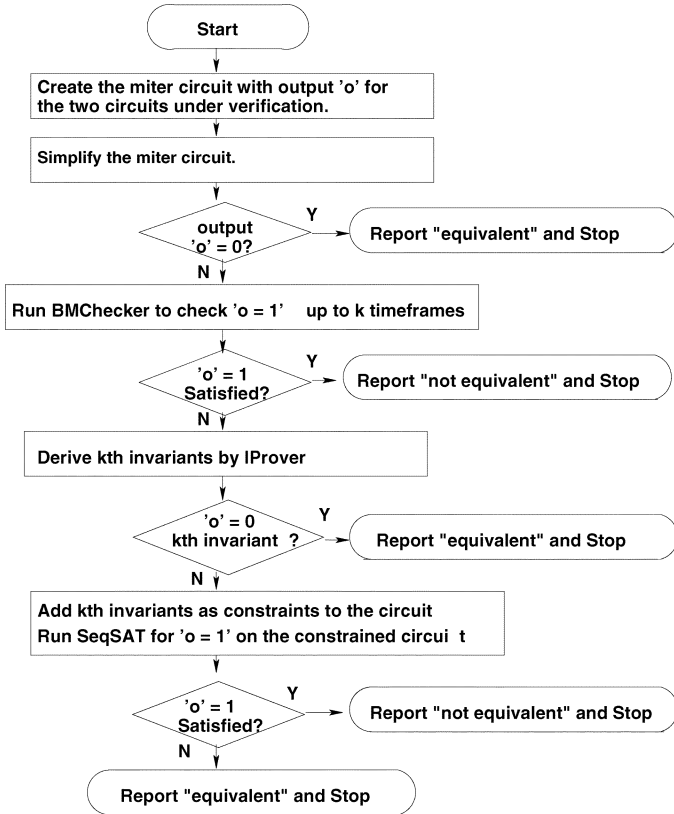 Start
Create the miter circuit with output 'o' for
the two circuits under verification.
Simplify the miter circuit.
output
'o' = 0?
Y
Report "equivalent" and Stop
N
Run BMChecker to check 'o = 1' up to k timeframes
'o' = 1
Satisfied?
Y
Report "not equivalent" and Stop
N
Derive kth invariants by IProver
'o' = 0
kth invariant ?
Y
Report "equivalent" and Stop
N
Add kth invariants as constraints to the circuit
Run SeqSAT for 'o = 1' on the constrained circui t
'o' = 1
Satisfied?
Y
Report "not equivalent" and Stop
N
Report "equivalent" and Stop